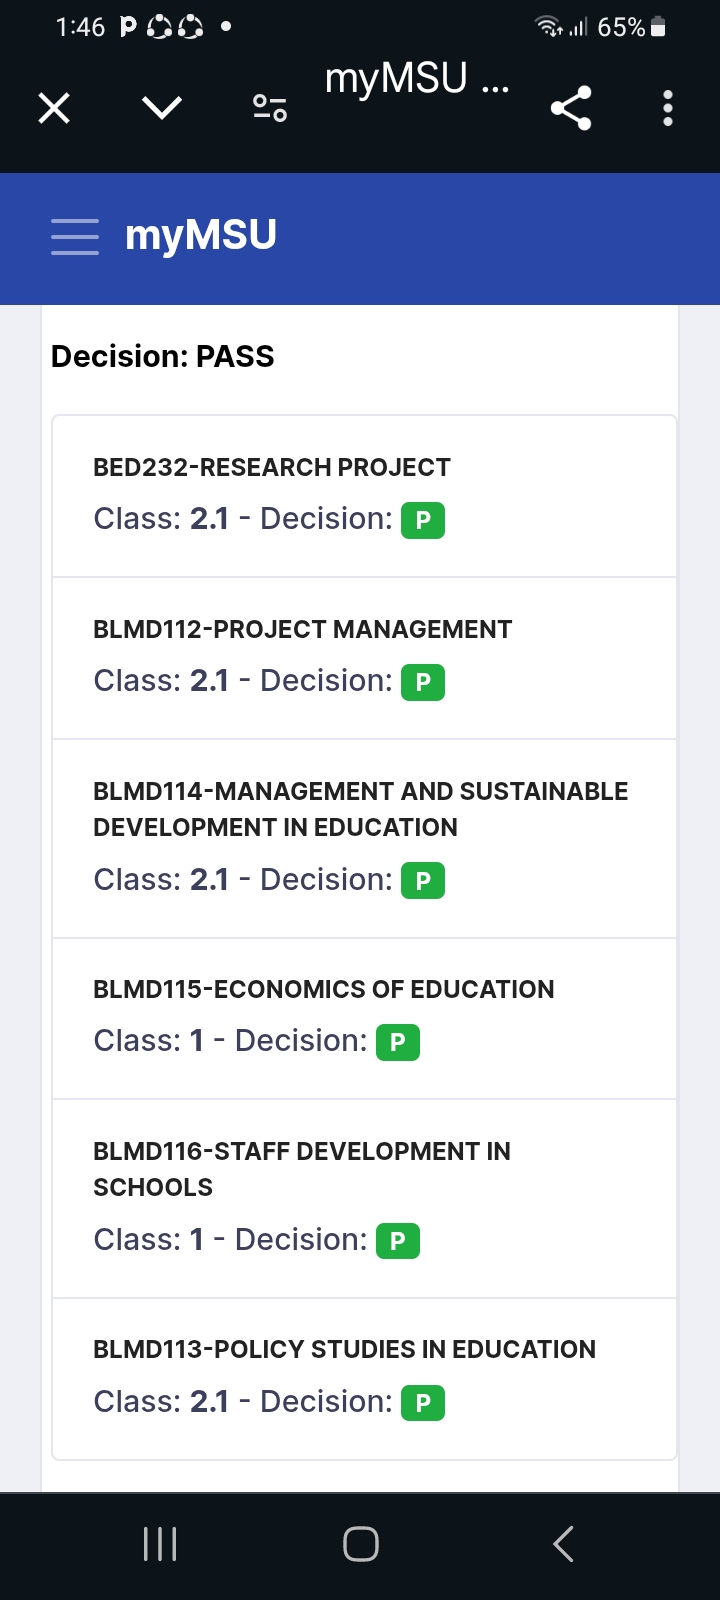 1:46
65%
myMSU ...
myMSU
Decision: PASS
BED232-RESEARCH PROJECT
Class: 2.1 - Decision: P
BLMD112-PROJECT MANAGEMENT
Class: 2.1 - Decision: P
BLMD114-MANAGEMENT AND SUSTAINABLE
DEVELOPMENT IN EDUCATION
Class: 2.1 - Decision: P
BLMD115-ECONOMICS OF EDUCATION
Class: 1 - Decision: P
BLMD116-STAFF DEVELOPMENT IN
SCHOOLS
Class: 1 - Decision: P
BLMD113-POLICY STUDIES IN EDUCATION
Class: 2.1 - Decision: P